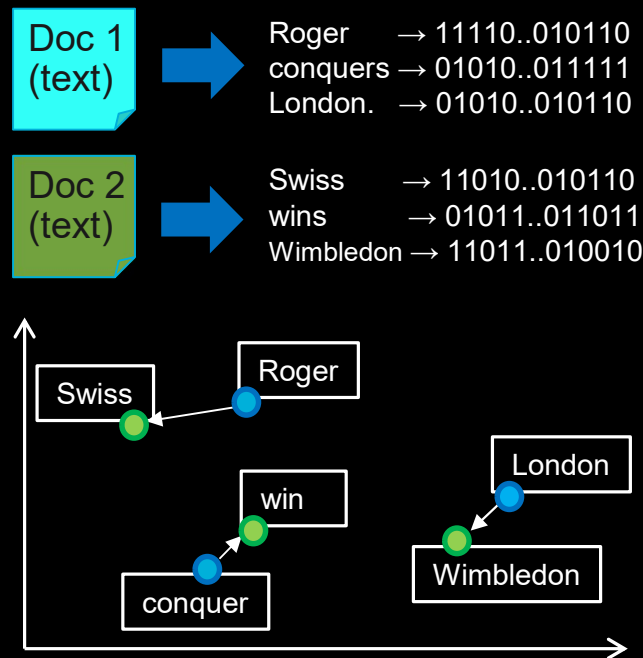 Doc 1
(text)
Roger → 11110..010110
conquers → 01010..011111
London. → 01010..010110
Doc 2
(text)
Swiss → 11010..010110
wins → 01011..011011
Wimbledon → 11011..010010
Roger
Swiss
London
win
Wimbledon
conquer